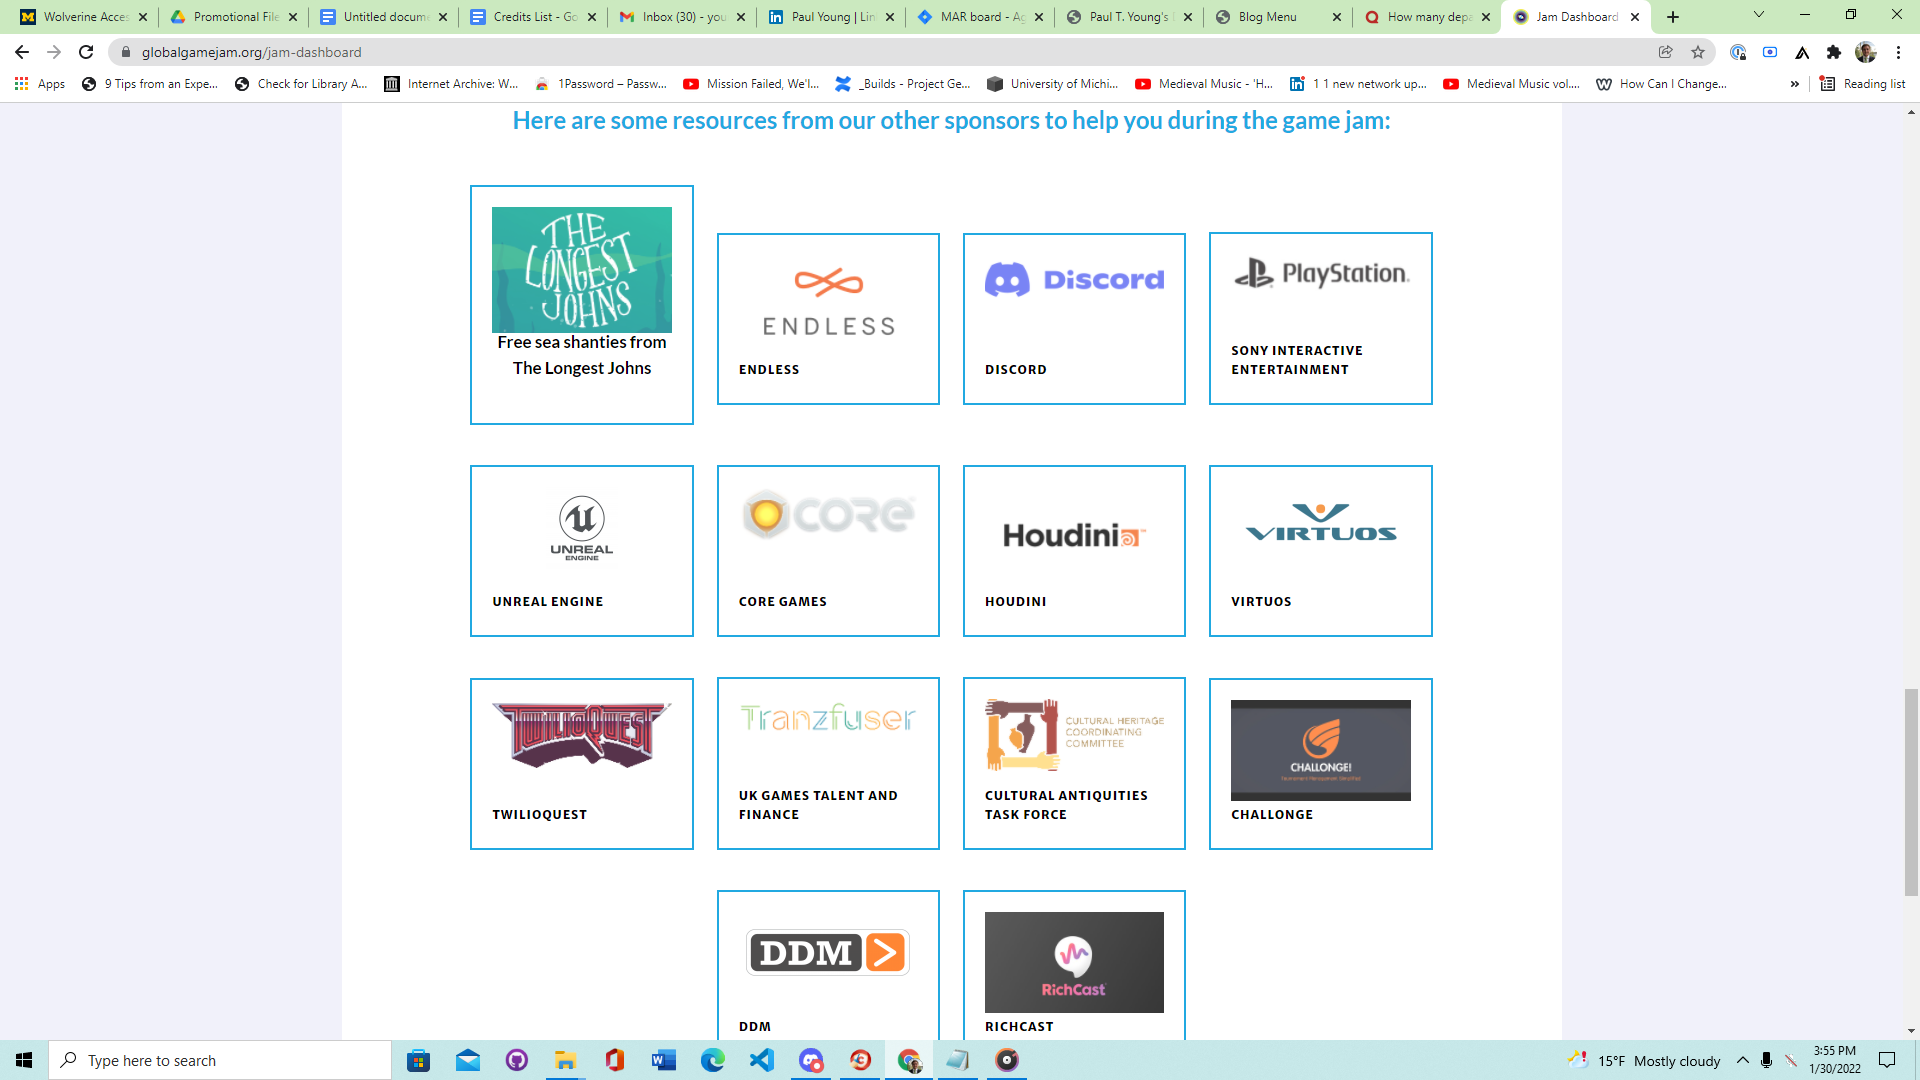 Wolverine Acces
Promotional File
Untitled docume
Credits List - Go
Inbox (30) - you
Paul Young | Lin
MAR board - Ag
Paul T. Young's
Blog Menu
How many depa
Jam Dashboard
globalgamejam.org/jam-dashboard
Apps
9 Tips from an Expe...
Check for Library A...
Internet Archive: W...
1Password – Passw...
Mission Failed, We'l...
_Builds - Project Ge...
University of Michi...
Medieval Music - 'H...
1 1 new network up...
Medieval Music vol....
How Can I Change...
»
Reading list
Here are some resources from our other sponsors to help you during the game jam:
THE
LONGEST
JOHNS
Free sea shanties from
The Longest Johns
ENDLESS
ENDLESS
Discord
DISCORD
PlayStation.
SONY INTERACTIVE
ENTERTAINMENT
UNREAL
ENGINE
UNREAL ENGINE
CORE
CORE GAMES
Houdini
HOUDINI
VIRTUOS
VIRTUOS
TWILIOQUEST
TWILIOQUEST
Tranzfuser
UK GAMES TALENT AND
FINANCE
CULTURAL HERITAGE
COORDINATING
COMMITTEE
CULTURAL ANTIQUITIES
TASK FORCE
CHALLONGE!
CHALLONGE
DDM
DDM
RichCast
RICHCAST
Type here to search
15°F Mostly cloudy
3:55 PM
1/30/2022